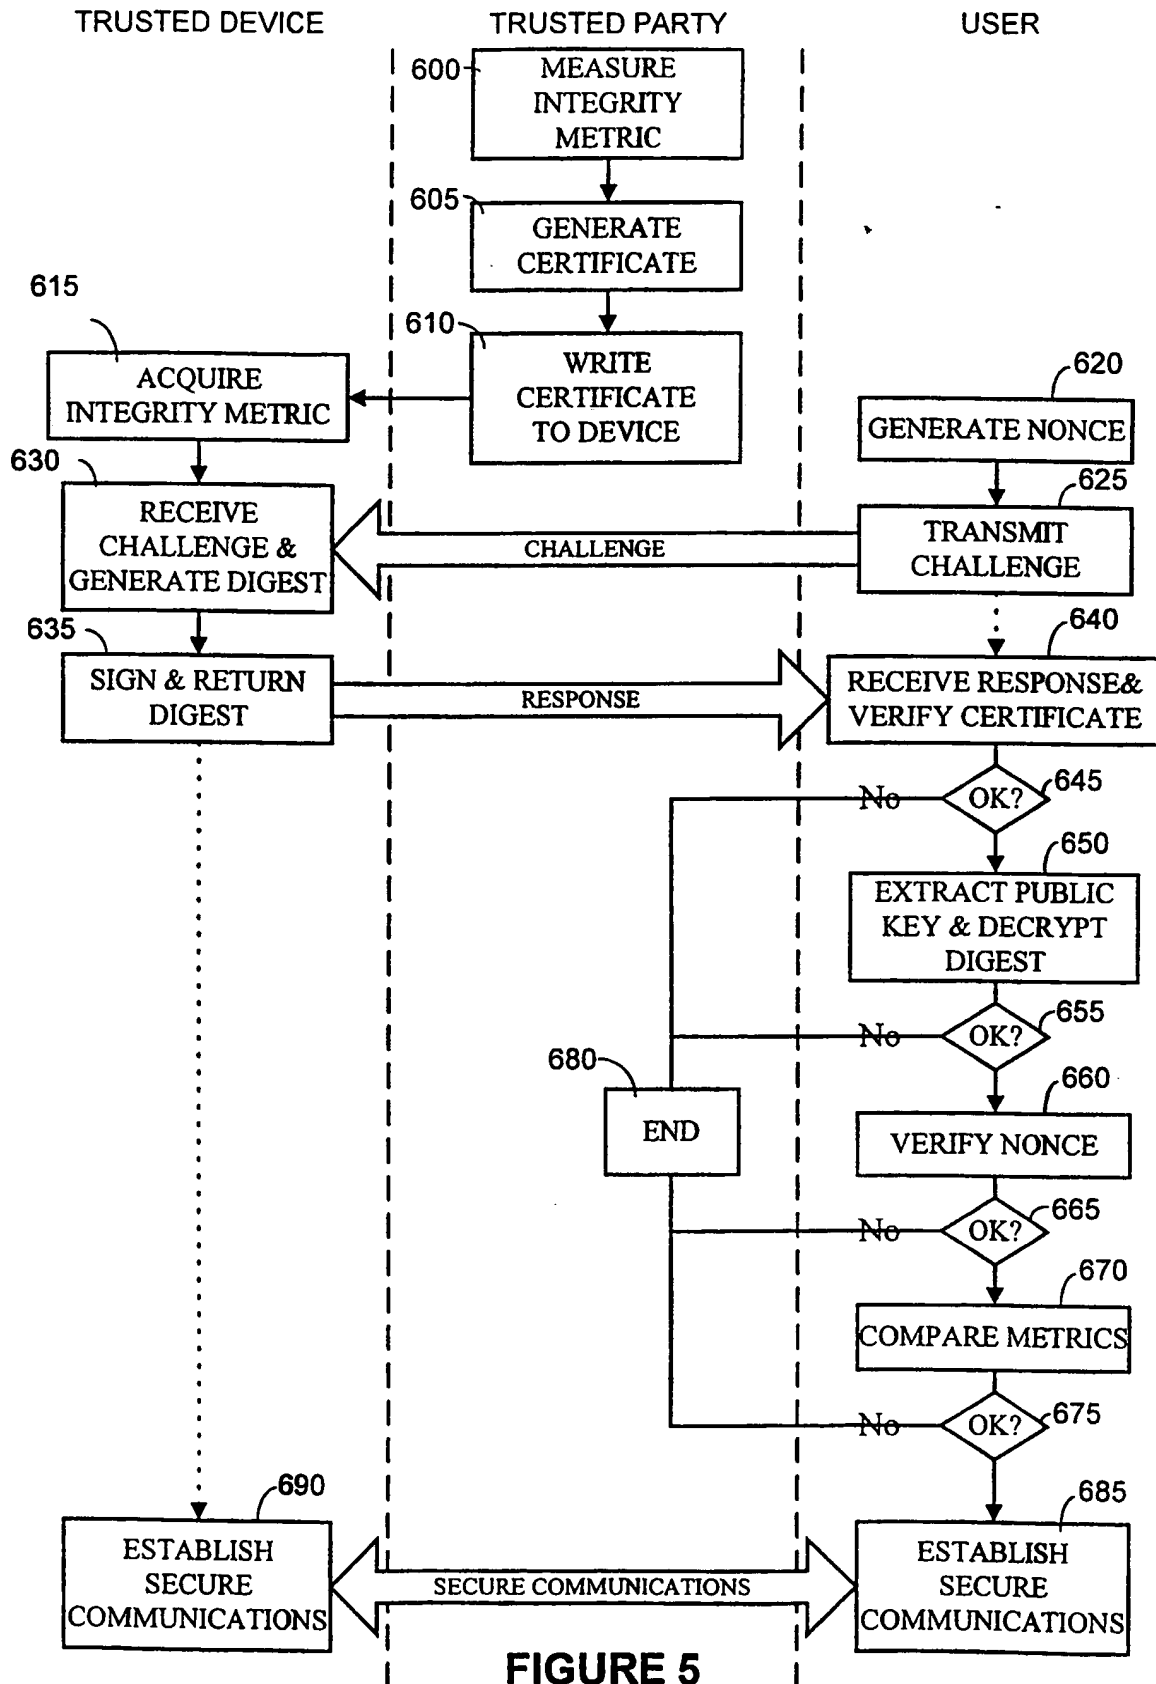 TRUSTED DEVICE
TRUSTED PARTY
USER
600
MEASURE
INTEGRITY
METRIC
605
GENERATE
CERTIFICATE
610
WRITE
CERTIFICATE
TO DEVICE
615
ACQUIRE
INTEGRITY METRIC
620
GENERATE NONCE
625
TRANSMIT
CHALLENGE
CHALLENGE
630
RECEIVE
CHALLENGE &
GENERATE DIGEST
635
SIGN & RETURN
DIGEST
RESPONSE
640
RECEIVE RESPONSE&
VERIFY CERTIFICATE
645
OK?
No
650
EXTRACT PUBLIC
KEY & DECRYPT
DIGEST
655
OK?
No
680
END
660
VERIFY NONCE
665
OK?
No
670
COMPARE METRICS
675
OK?
No
690
ESTABLISH
SECURE
COMMUNICATIONS
SECURE COMMUNICATIONS
685
ESTABLISH
SECURE
COMMUNICATIONS
FIGURE 5